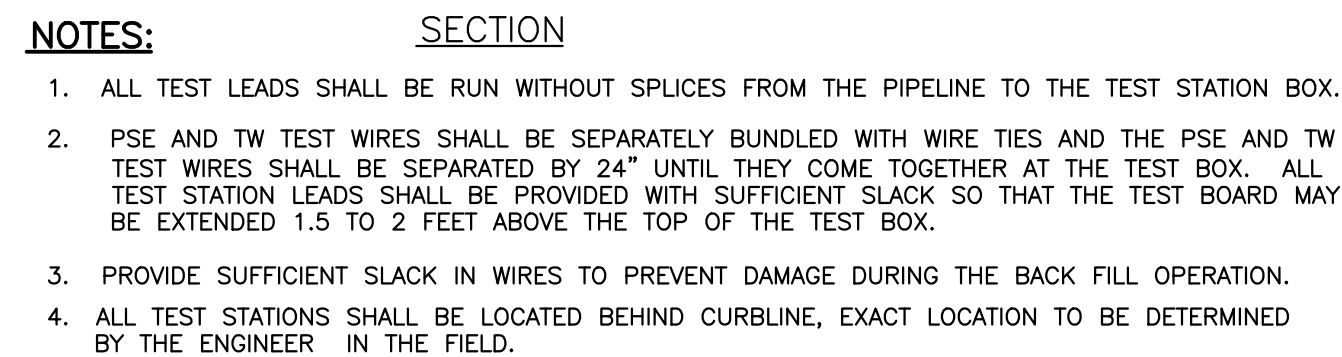 NOTES:
SECTION
1. ALL TEST LEADS SHALL BE RUN WITHOUT SPLICES FROM THE PIPELINE TO THE TEST STATION BOX.
2. PSE AND TW TEST WIRES SHALL BE SEPARATELY BUNDLED WITH WIRE TIES AND THE PSE AND TW
TEST WIRES SHALL BE SEPARATED BY 24" UNTIL THEY COME TOGETHER AT THE TEST BOX. ALL
TEST STATION LEADS SHALL BE PROVIDED WITH SUFFICIENT SLACK SO THAT THE TEST BOARD MAY
BE EXTENDED 1.5 TO 2 FEET ABOVE THE TOP OF THE TEST BOX.
3. PROVIDE SUFFICIENT SLACK IN WIRES TO PREVENT DAMAGE DURING THE BACK FILL OPERATION.
4. ALL TEST STATIONS SHALL BE LOCATED BEHIND CURBLINE, EXACT LOCATION TO BE DETERMINED
BY THE ENGINEER IN THE FIELD.